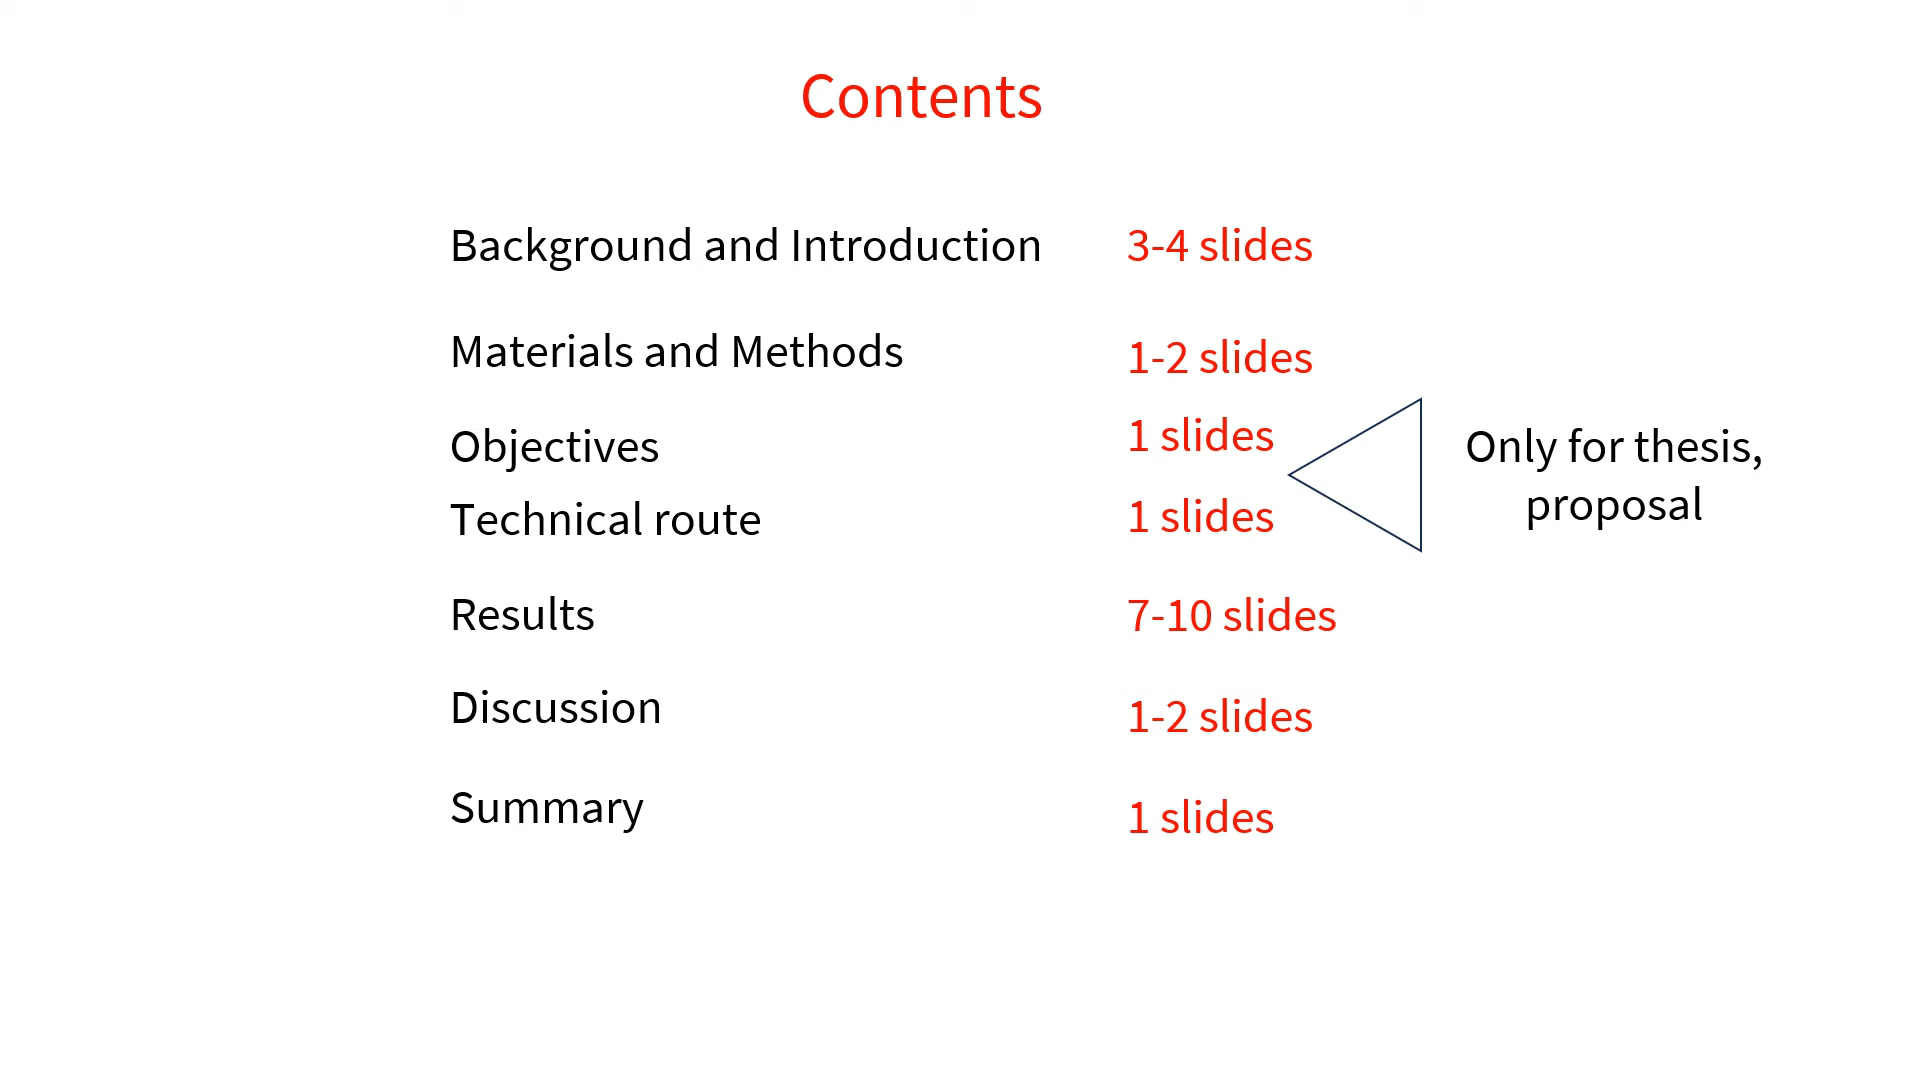 Contents
Background and Introduction 3-4 slides
Materials and Methods 1-2 slides
Objectives 1 slides
Only for thesis,
Technical route 1 slides
proposal
Results 7-10 slides
Discussion 1-2 slides
Summary 1 slides